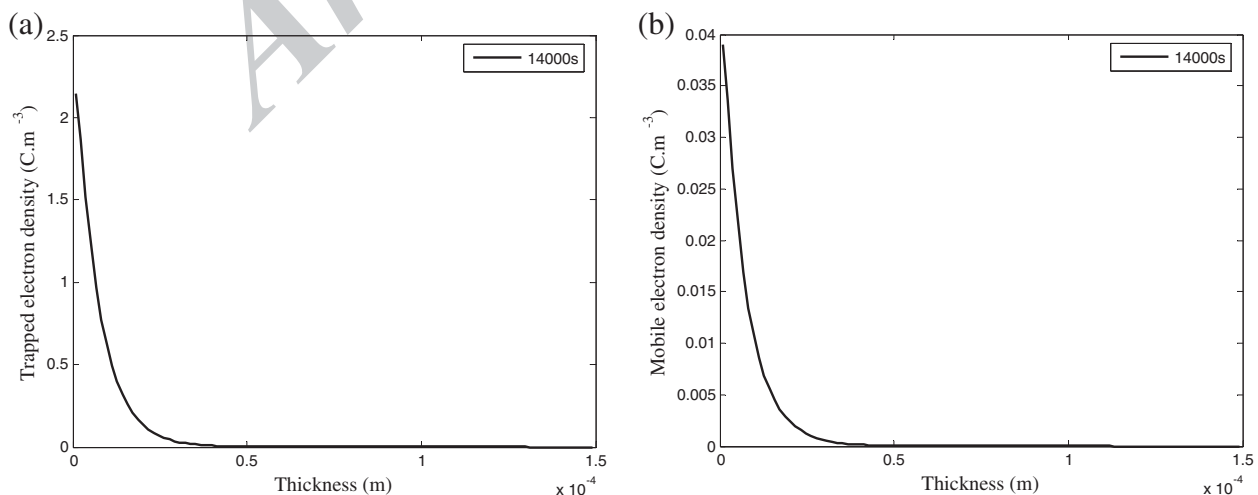 (a)
2.5
2
1.5
1
0.5
0
Trapped electron density (C.m -3)
14000s
0
0.5
1
1.5
x 10-4
Thickness (m)
(b)
0.04
0.035
0.03
0.025
0.02
0.015
0.01
0.005
0
Mobile electron density (C.m -3)
14000s
0
0.5
1
1.5
x 10-4
Thickness (m)